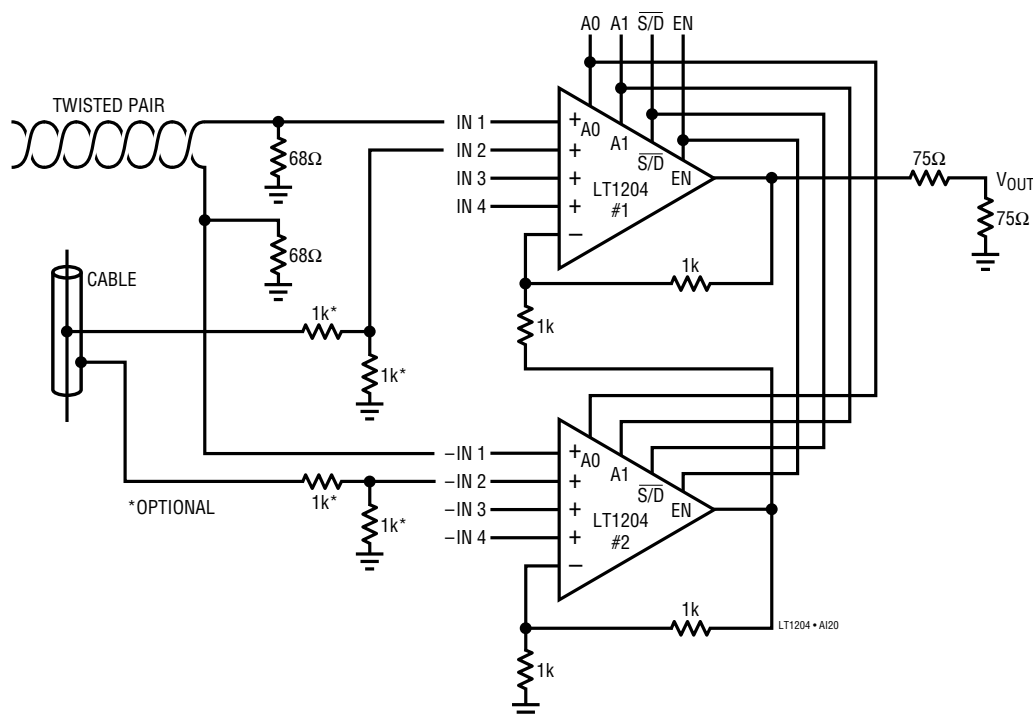 A0 A1 S/D EN
TWISTED PAIR
68Ω
IN 1
IN 2
IN 3
IN 4
+
+
+
+
−
A0
A1
S/D
EN
LT1204
#1
75Ω
VOUT
75Ω
68Ω
1k
1k
CABLE
1k*
1k*
–IN 1
–IN 2
–IN 3
–IN 4
+
+
+
+
−
A0
A1
S/D
EN
LT1204
#2
1k*
1k*
*OPTIONAL
1k
LT1204 • AI20
1k